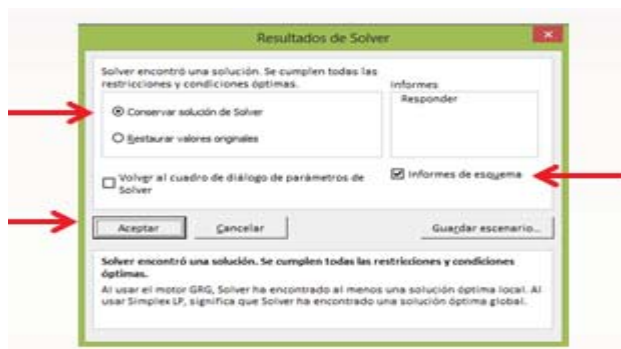 Resultados de Solver
Solver encontró una solución. Se cumplen todas las
restricciones y condiciones óptimas.
Conservar solución de Solver
Restaurar valores originales
Informes
Responder
Volver al cuadro de diálogo de parámetros de
Solver
Informes de esquema
Aceptar
Cancelar
Guardar escenario...
Solver encontró una solución. Se cumplen todas las restricciones y condiciones
óptimas.
Al usar el motor GRG, Solver ha encontrado al menos una solución óptima local. Al
usar Simplex LP, significa que Solver ha encontrado una solución óptima global.